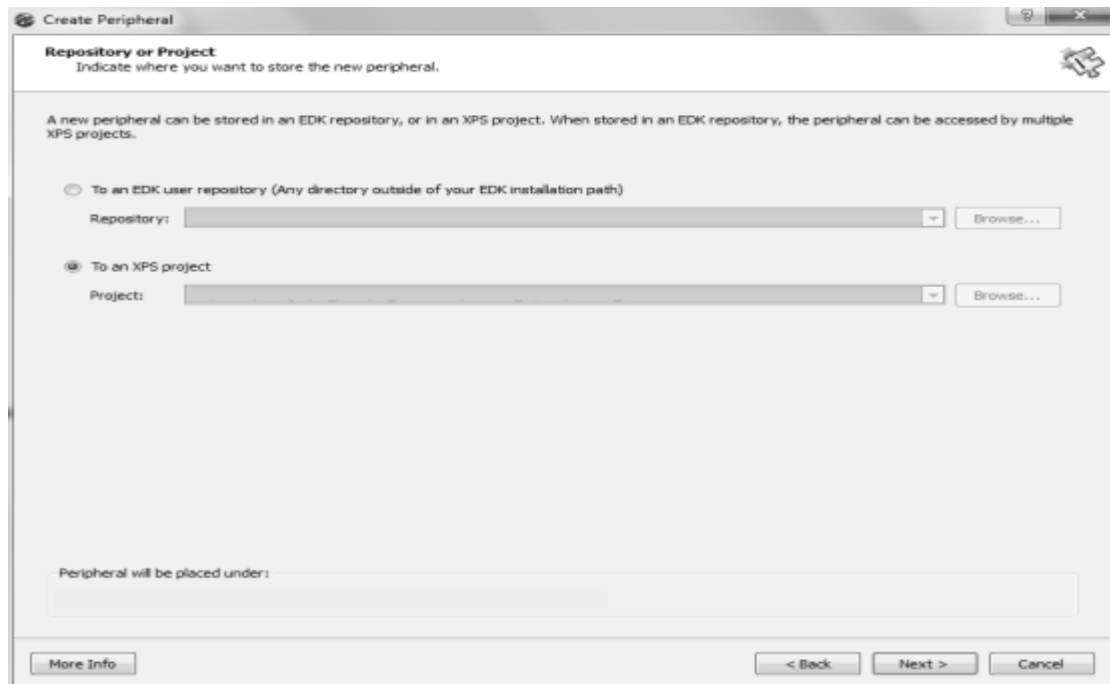 Create Peripheral
Repository or Project
Indicate where you want to store the new peripheral.
A new peripheral can be stored in an EDK repository, or in an XPS project. When stored in an EDK repository, the peripheral can be accessed by multiple
XPS projects.
To an EDK user repository (Any directory outside of your EDK installation path)
Repository:
Browse...
To an XPS project
Project:
Browse...
Peripheral will be placed under:
More Info
< Back
Next >
Cancel